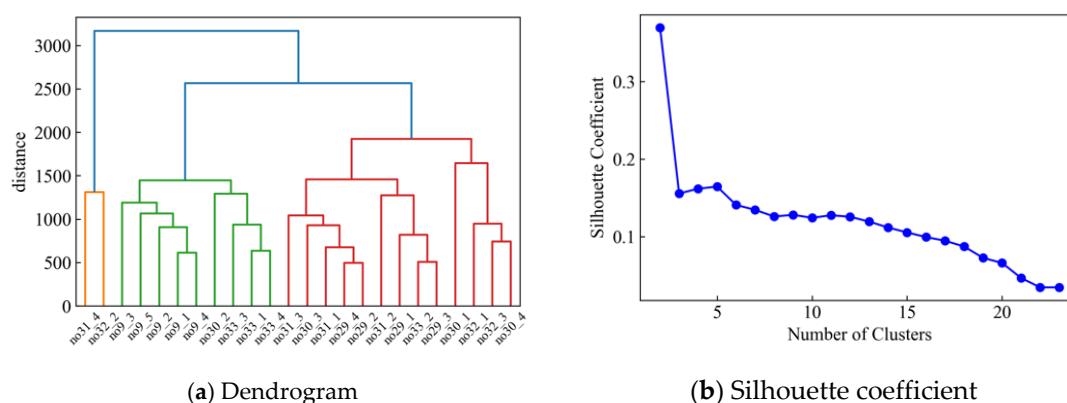 3000
2500
2000
1500
1000
500
0
distance
no31_4
no32_2
no9_3
no9_5
no9_2
no9_1
no9_4
no30_2
no33_3
no33_1
no33_4
no31_3
no30_3
no31_1
no29_4
no29_2
no31_2
no29_1
no33_2
no29_3
no30_1
no32_1
no32_3
no30_4
(a) Dendrogram
0.3
0.2
0.1
Silhouette Coefficient
5 10 15 20
Number of Clusters
(b) Silhouette coefficient